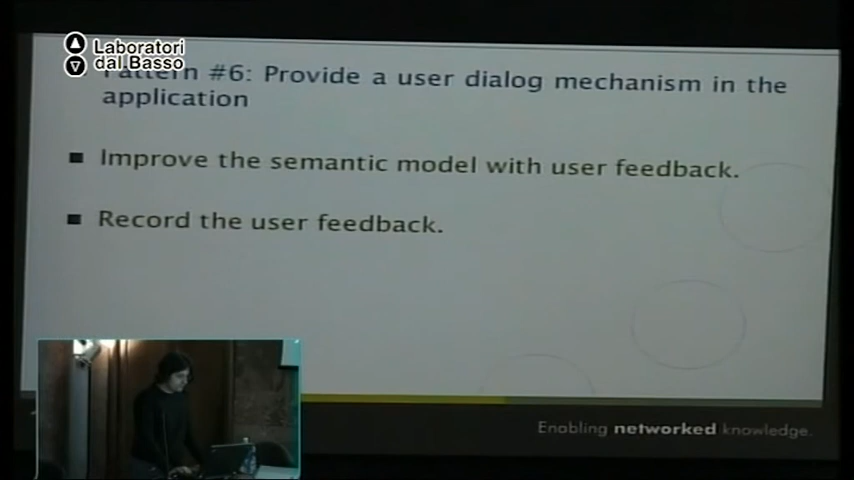 Laboratori
dal Basso
Pattern #6: Provide a user dialog mechanism in the
application
Improve the semantic model with user feedback.
Record the user feedback.
Enabling networked knowledge.